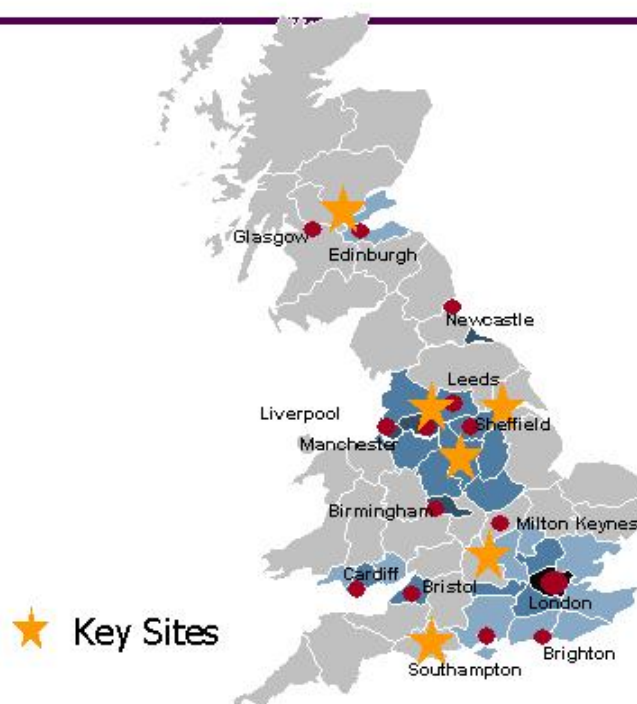 Glasgow
Edinburgh
Newcastle
Leeds
Liverpool
Sheffield
Manchester
Birmingham
Milton Keynes
Cardiff
Bristol
London
Key Sites
Southampton
Brighton